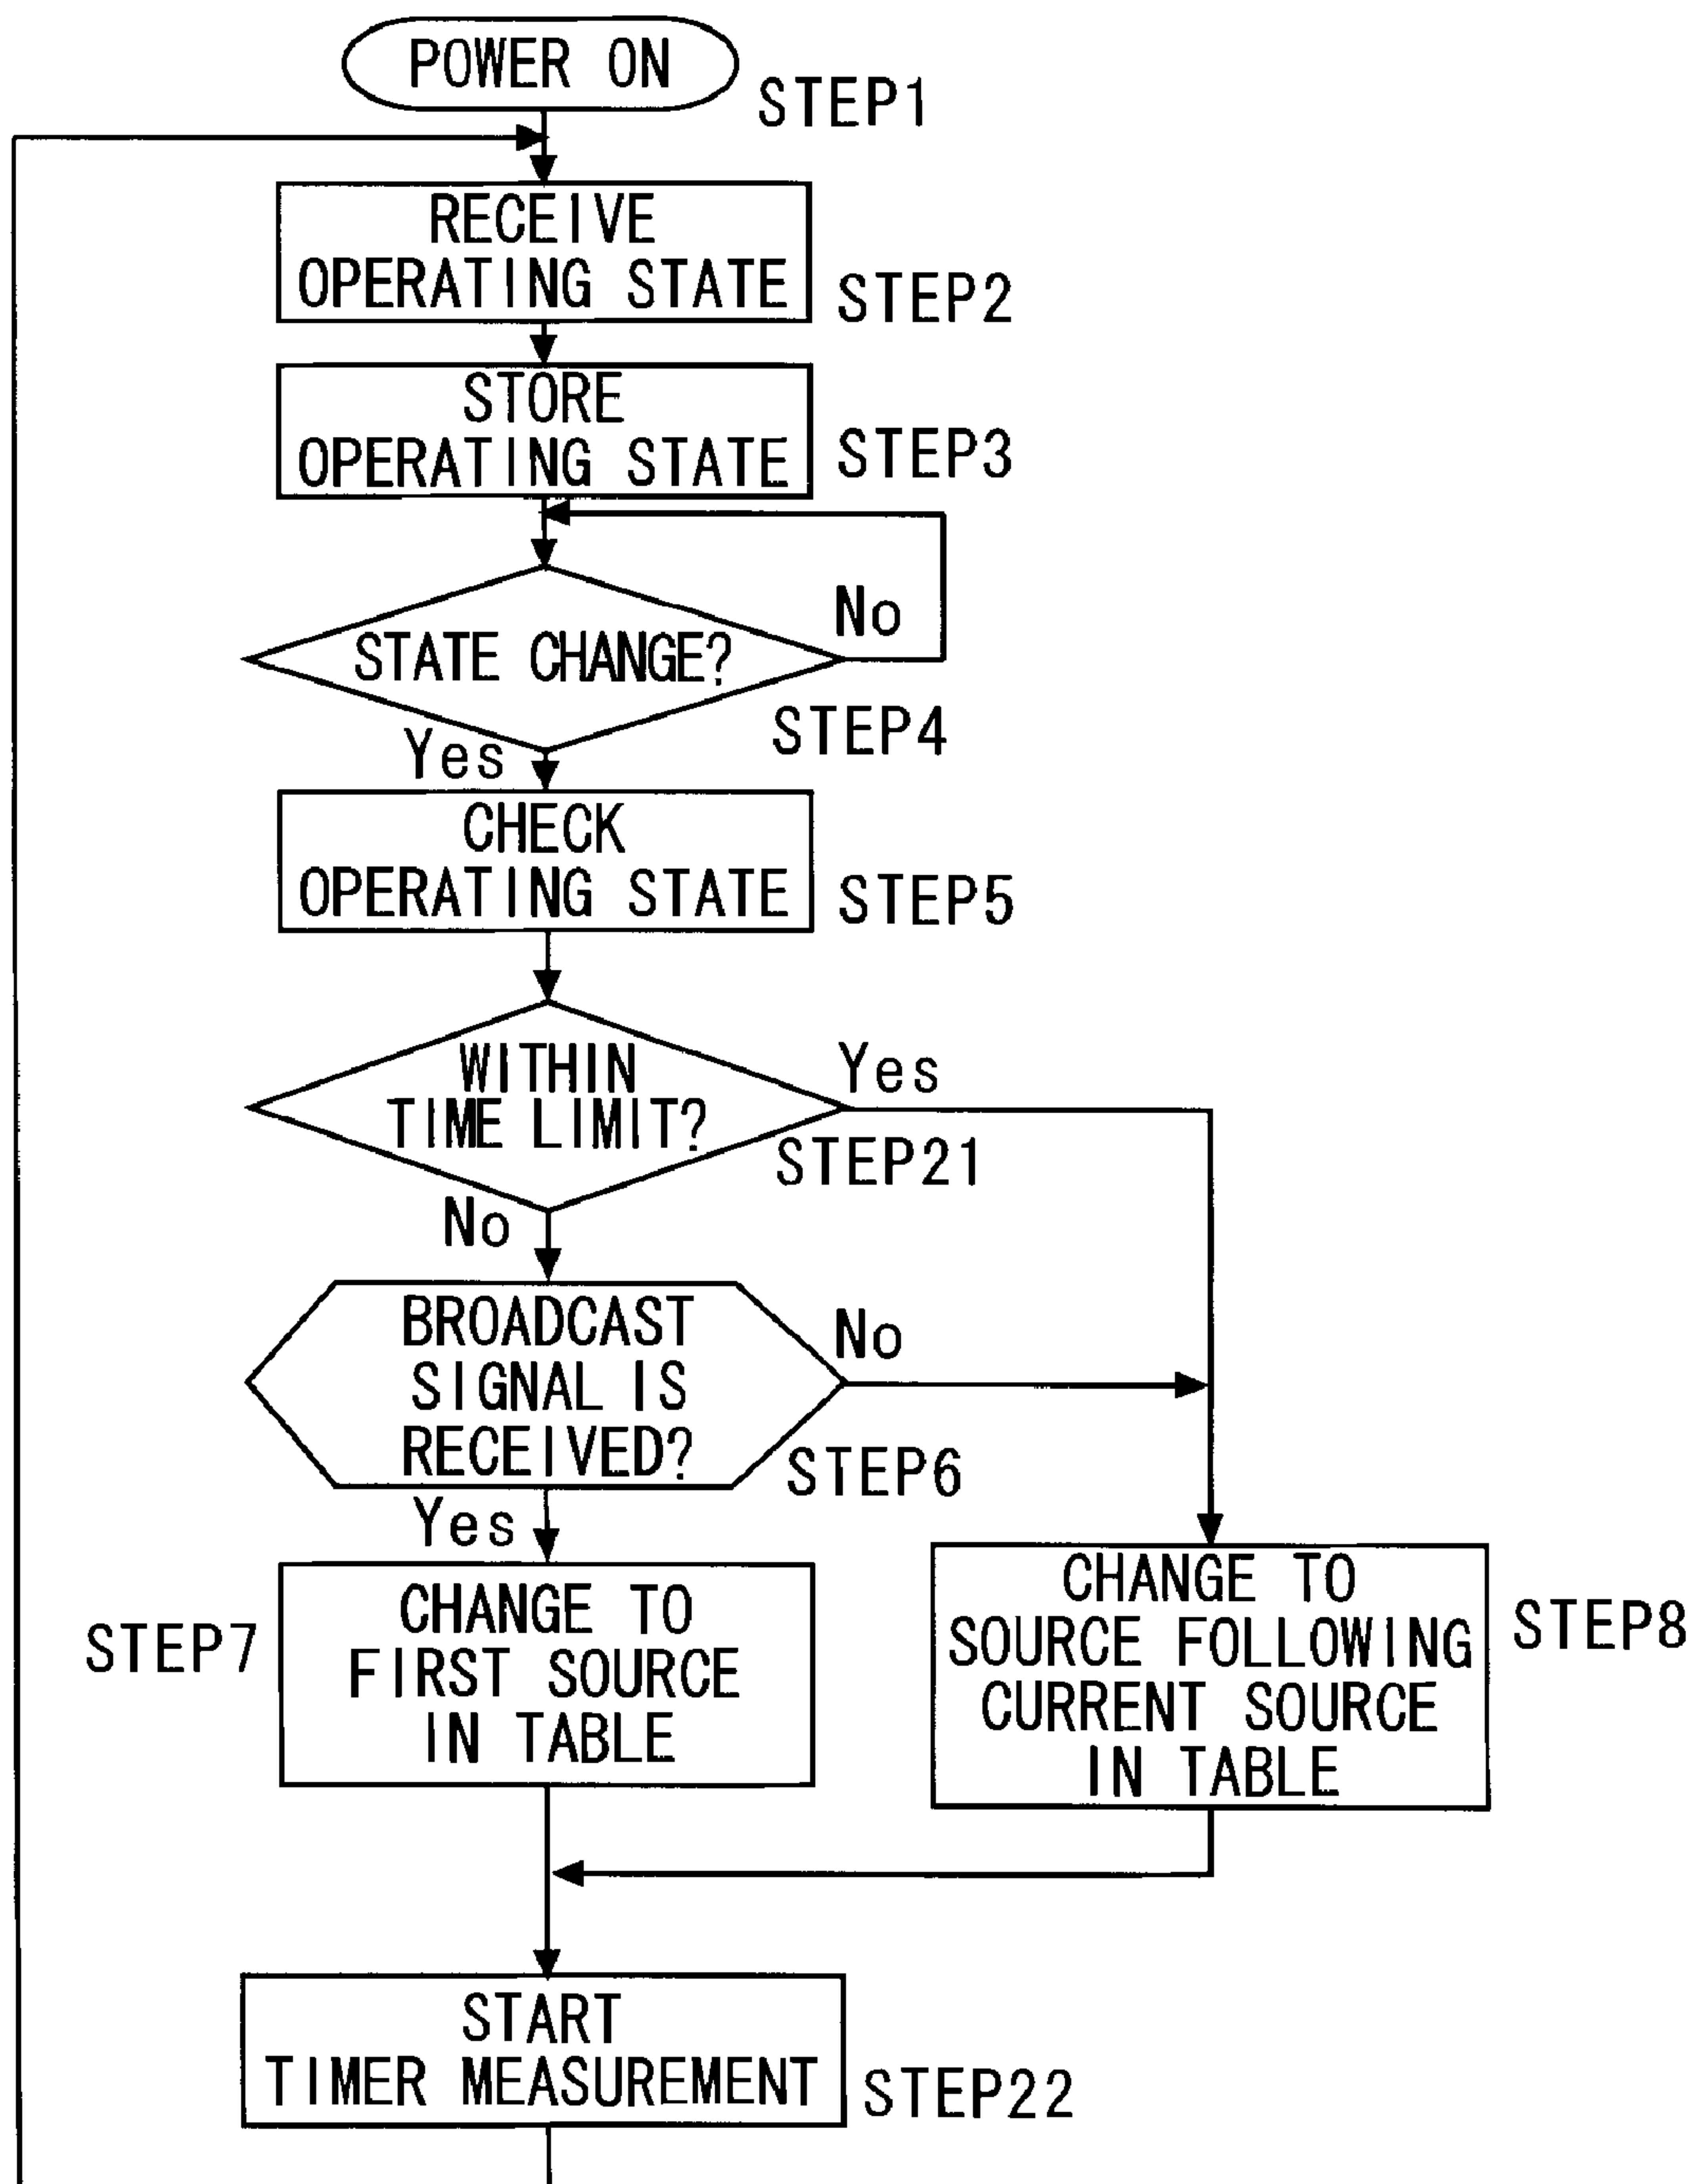 POWER ON
STEP1
RECEIVE
OPERATING STATE
STEP2
STORE
OPERATING STATE
STEP3
No
STATE CHANGE?
STEP4
Yes
CHECK
OPERATING STATE
STEP5
WITHIN
TIME LIMIT?
Yes
STEP21
No
BROADCAST
SIGNAL IS
RECEIVED?
No
STEP6
Yes
STEP7
CHANGE TO
FIRST SOURCE
IN TABLE
CHANGE TO
SOURCE FOLLOWING
CURRENT SOURCE
IN TABLE
STEP8
START
TIMER MEASUREMENT
STEP22